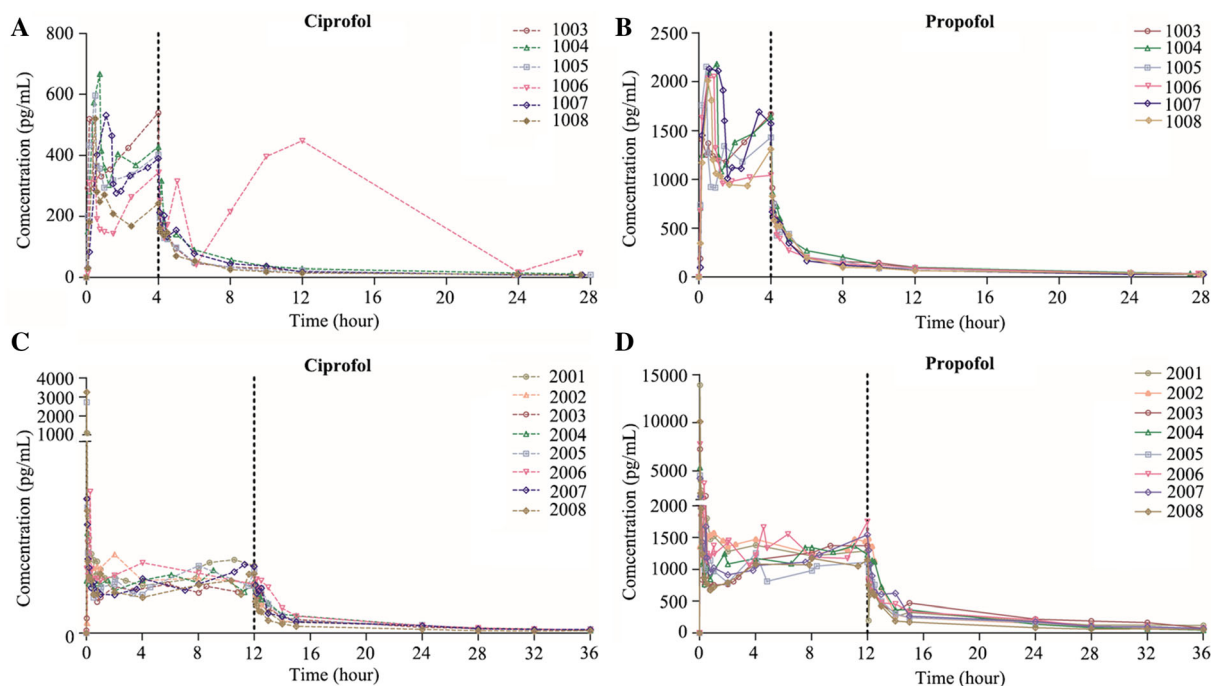 A
Ciprofol
800
600
400
200
0
Comcentration (pg/mL)
0 4 8 12 16 20 24 28
Time (hour)
1003
1004
1005
1006
1007
1008
B
Propofol
2500
2000
1500
1000
500
0
Comcentration (pg/mL)
0 4 8 12 16 20 24 28
Time (hour)
1003
1004
1005
1006
1007
1008
C
Ciprofol
4000
3000
2000
1000
0
Comcentration (pg/mL)
0 4 8 12 16 20 24 28 32 36
Time (hour)
2001
2002
2003
2004
2005
2006
2007
2008
D
Propofol
15000
10000
5000
2000
1500
1000
500
0
Comcentration (pg/mL)
0 4 8 12 16 20 24 28 32 36
Time (hour)
2001
2002
2003
2004
2005
2006
2007
2008